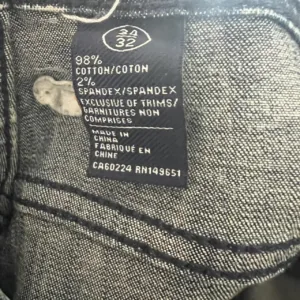 34
32
98%
COTTON/COTON
2%
SPANDEX/SPANDEX
EXCLUSIVE OF TRIMS/
GARNITURES NON
COMPRISES
MADE IN
CHINA
FABRIQUÉ EN
CHINE
CA60224 RN149651